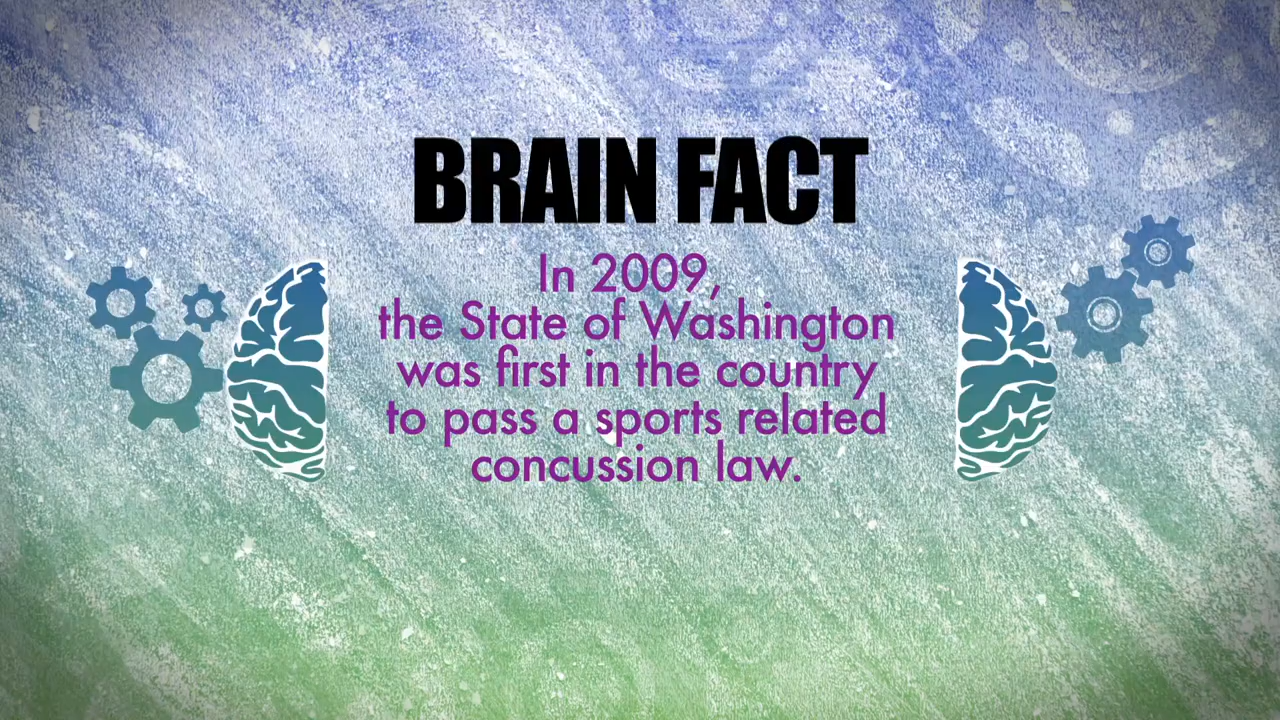 BRAIN FACT
In 2009,
the State of Washington
was first in the country
to pass a sports related
concussion law.